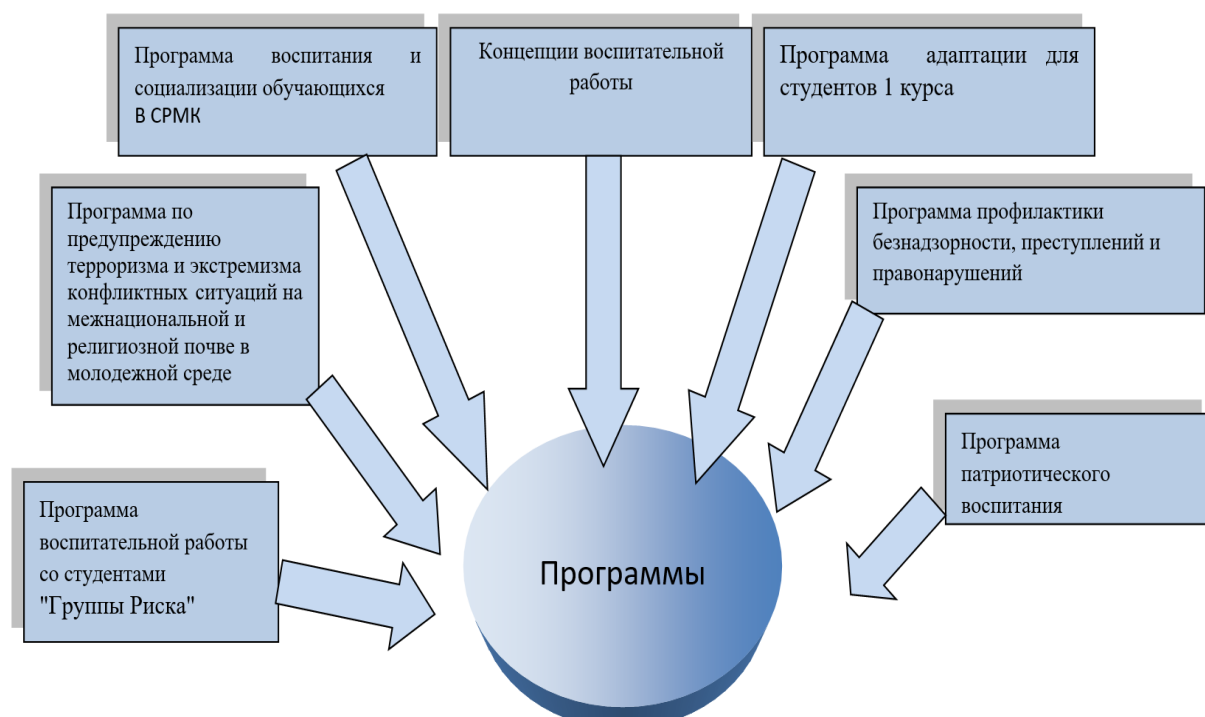 Программа воспитания и
социализации обучающихся
В СРМК
Концепции воспитательной
работы
Программа адаптации для
студентов 1 курса
Программа по
предупреждению
терроризма и экстремизма
конфликтных ситуаций на
межнациональной и
религиозной почве в
молодежной среде
Программа профилактики
безнадзорности, преступлений и
правонарушений
Программа
воспитательной работы
со студентами
"Группы Риска"
Программа
патриотического
воспитания
Программы